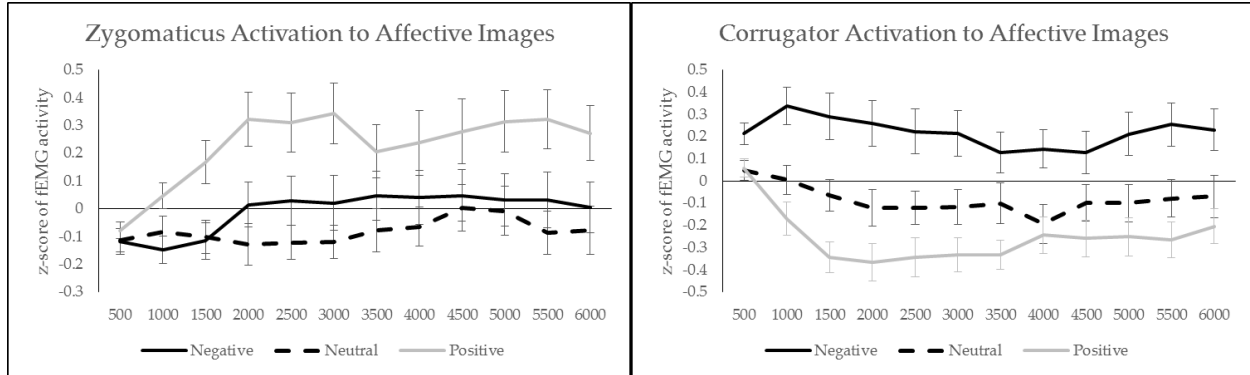 Zygomaticus Activation to Affective Images
z-score of fEMG activity
0.5
0.4
0.3
0.2
0.1
0
-0.1
-0.2
-0.3
500 1000 1500 2000 2500 3000 3500 4000 4500 5000 5500 6000
Negative Neutral Positive
Corrugator Activation to Affective Images
z-score of fEMG activity
0.5
0.4
0.3
0.2
0.1
0
-0.1
-0.2
-0.3
-0.4
-0.5
500 1000 1500 2000 2500 3000 3500 4000 4500 5000 5500 6000
Negative Neutral Positive